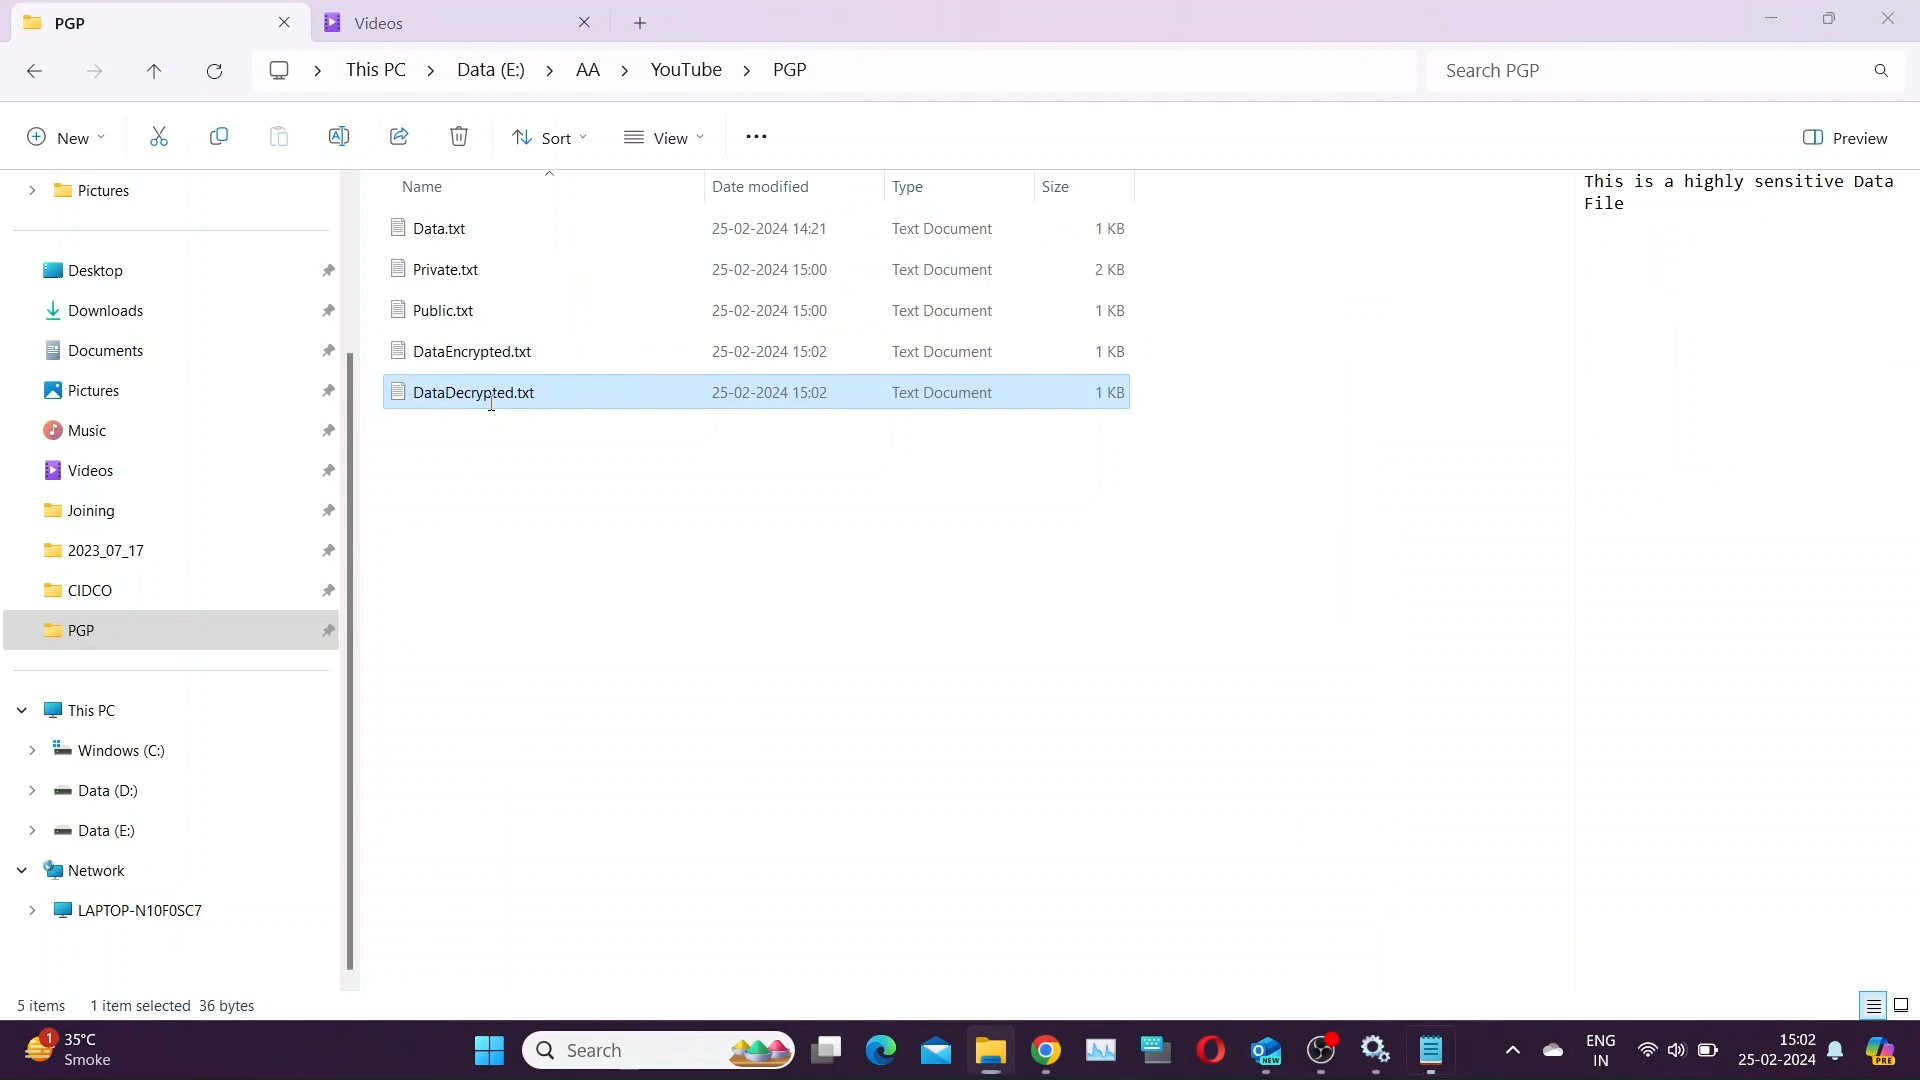 PGP
Videos
This PC
Data (E:)
AA
YouTube
PGP
Search PGP
New
Sort
View
Preview
Pictures
Desktop
Downloads
Documents
Pictures
Music
Videos
Joining
2023_07_17
CIDCO
PGP
This PC
Windows (C:)
Data (D:)
Data (E:)
Network
LAPTOP-N10F0SC7
Name Date modified Type Size
Data.txt 25-02-2024 14:21 Text Document 1 KB
Private.txt 25-02-2024 15:00 Text Document 2 KB
Public.txt 25-02-2024 15:00 Text Document 1 KB
DataEncrypted.txt 25-02-2024 15:02 Text Document 1 KB
DataDecrypted.txt 25-02-2024 15:02 Text Document 1 KB
This is a highly sensitive Data
File
5 items 1 item selected 36 bytes
1
35°C
Smoke
Search
NEW
ENG
IN
15:02
25-02-2024
PRE